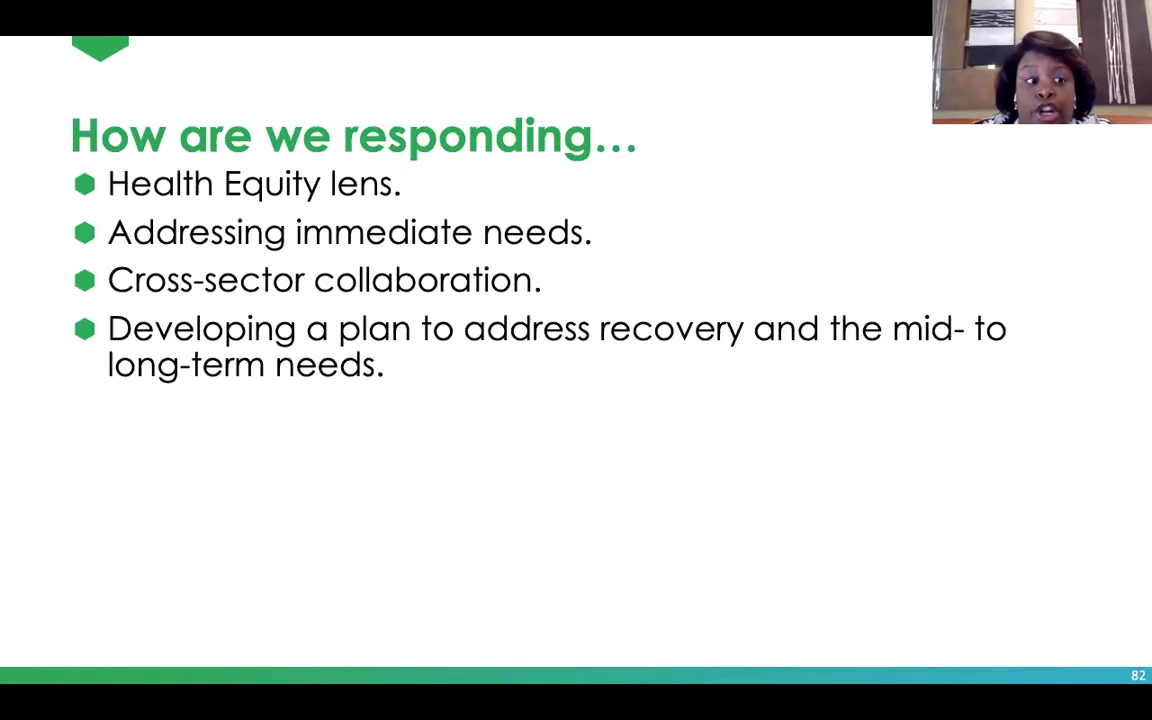 How are we responding…
Health Equity lens.
Addressing immediate needs.
Cross-sector collaboration.
Developing a plan to address recovery and the mid- to
long-term needs.
82